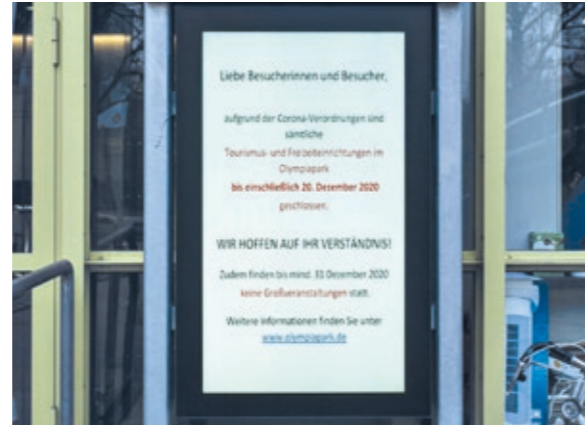 Liebe Besucherinnen und Besucher,
aufgrund der Corona-Verordnungen sind
sämtliche
Tourismus- und Freizeiteinrichtungen im
Olympiapark
bis einschließlich 20. Dezember 2020
geschlossen.
WIR HOFFEN AUF IHR VERSTÄNDNIS!
Zudem finden bis mind. 31 Dezember 2020
keine Großveranstaltungen statt.
Weitere Informationen finden Sie unter
www.olympiapark.de